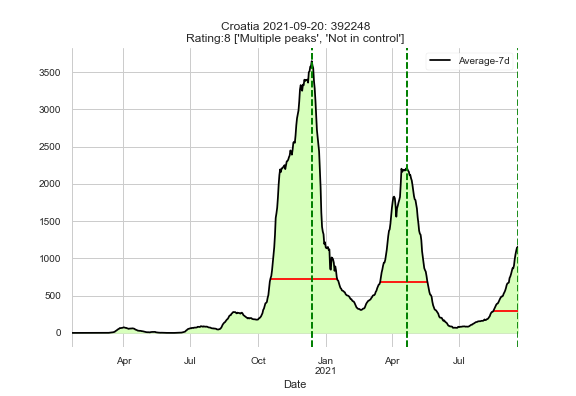 Croatia 2021-09-20: 392248
Rating:8 ['Multiple peaks', 'Not in control']
Average-7d
3500
3000
2500
2000
1500
1000
500
0
Apr
Jul
Oct
Jan
2021
Apr
Jul
Date